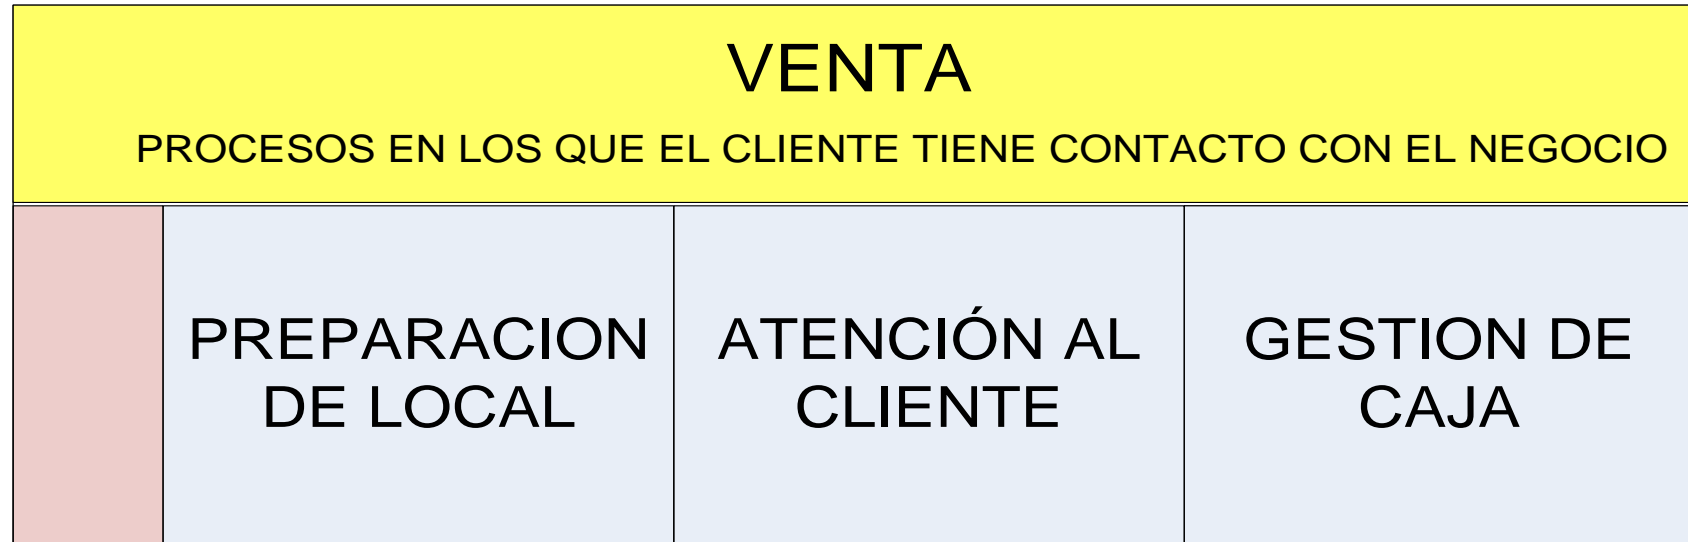 VENTA
PROCESOS EN LOS QUE EL CLIENTE TIENE CONTACTO CON EL NEGOCIO
PREPARACION
DE LOCAL
ATENCIÓN AL
CLIENTE
GESTION DE
CAJA